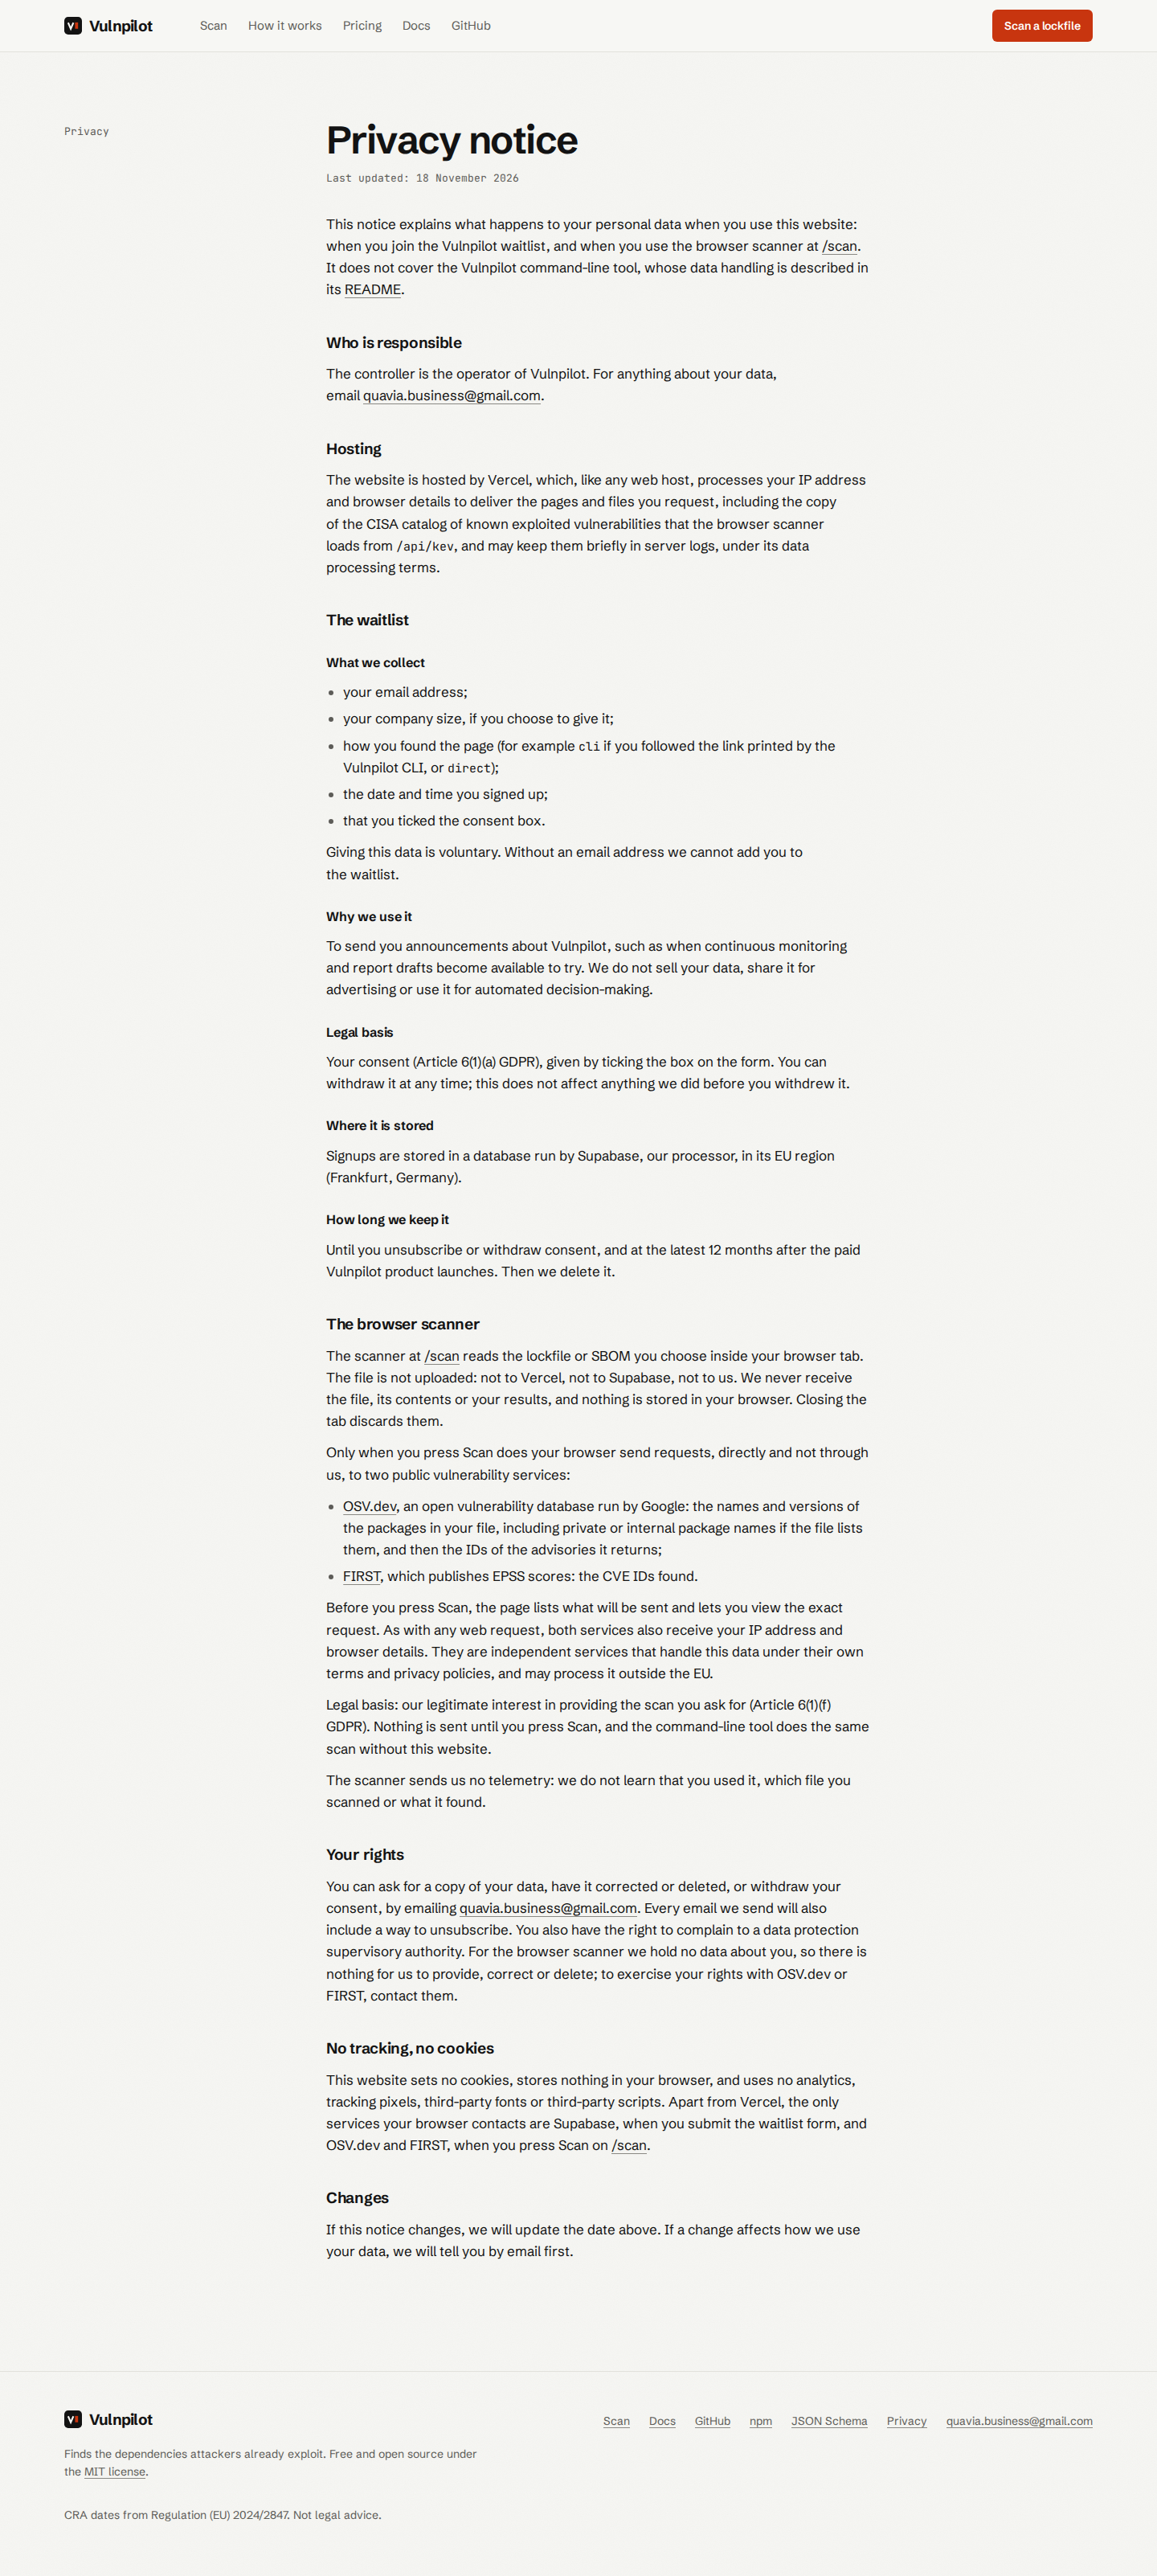 Vulnpilot
Scan
How it works
Pricing
Docs
GitHub
Scan a lockfile
Privacy
Privacy notice
Last updated: 18 November 2026
This notice explains what happens to your personal data when you use this website:
when you join the Vulnpilot waitlist, and when you use the browser scanner at /scan.
It does not cover the Vulnpilot command-line tool, whose data handling is described in
its README.
Who is responsible
The controller is the operator of Vulnpilot. For anything about your data,
email quavia.business@gmail.com.
Hosting
The website is hosted by Vercel, which, like any web host, processes your IP address
and browser details to deliver the pages and files you request, including the copy
of the CISA catalog of known exploited vulnerabilities that the browser scanner
loads from /api/kev, and may keep them briefly in server logs, under its data
processing terms.
The waitlist
What we collect
• your email address;
• your company size, if you choose to give it;
• how you found the page (for example cli if you followed the link printed by the
Vulnpilot CLI, or direct);
• the date and time you signed up;
• that you ticked the consent box.
Giving this data is voluntary. Without an email address we cannot add you to
the waitlist.
Why we use it
To send you announcements about Vulnpilot, such as when continuous monitoring
and report drafts become available to try. We do not sell your data, share it for
advertising or use it for automated decision-making.
Legal basis
Your consent (Article 6(1)(a) GDPR), given by ticking the box on the form. You can
withdraw it at any time; this does not affect anything we did before you withdrew it.
Where it is stored
Signups are stored in a database run by Supabase, our processor, in its EU region
(Frankfurt, Germany).
How long we keep it
Until you unsubscribe or withdraw consent, and at the latest 12 months after the paid
Vulnpilot product launches. Then we delete it.
The browser scanner
The scanner at /scan reads the lockfile or SBOM you choose inside your browser tab.
The file is not uploaded: not to Vercel, not to Supabase, not to us. We never receive
the file, its contents or your results, and nothing is stored in your browser. Closing the
tab discards them.
Only when you press Scan does your browser send requests, directly and not through
us, to two public vulnerability services:
• OSV.dev, an open vulnerability database run by Google: the names and versions of
the packages in your file, including private or internal package names if the file lists
them, and then the IDs of the advisories it returns;
• FIRST, which publishes EPSS scores: the CVE IDs found.
Before you press Scan, the page lists what will be sent and lets you view the exact
request. As with any web request, both services also receive your IP address and
browser details. They are independent services that handle this data under their own
terms and privacy policies, and may process it outside the EU.
Legal basis: our legitimate interest in providing the scan you ask for (Article 6(1)(f)
GDPR). Nothing is sent until you press Scan, and the command-line tool does the same
scan without this website.
The scanner sends us no telemetry: we do not learn that you used it, which file you
scanned or what it found.
Your rights
You can ask for a copy of your data, have it corrected or deleted, or withdraw your
consent, by emailing quavia.business@gmail.com. Every email we send will also
include a way to unsubscribe. You also have the right to complain to a data protection
supervisory authority. For the browser scanner we hold no data about you, so there is
nothing for us to provide, correct or delete; to exercise your rights with OSV.dev or
FIRST, contact them.
No tracking, no cookies
This website sets no cookies, stores nothing in your browser, and uses no analytics,
tracking pixels, third-party fonts or third-party scripts. Apart from Vercel, the only
services your browser contacts are Supabase, when you submit the waitlist form, and
OSV.dev and FIRST, when you press Scan on /scan.
Changes
If this notice changes, we will update the date above. If a change affects how we use
your data, we will tell you by email first.
Vulnpilot
Scan
Docs
GitHub
npm
JSON Schema
Privacy
quavia.business@gmail.com
Finds the dependencies attackers already exploit. Free and open source under
the MIT license.
CRA dates from Regulation (EU) 2024/2847. Not legal advice.